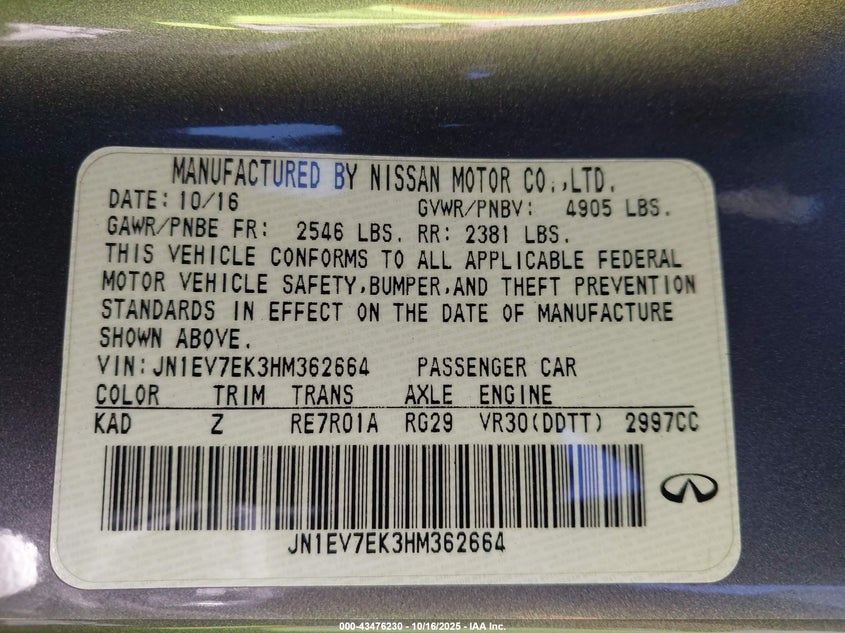 MANUFACTURED BY NISSAN MOTOR CO.,LTD.
DATE: 10/16 GVWR/PNBV: 4905 LBS.
GAWR/PNBE FR: 2546 LBS. RR: 2381 LBS.
THIS VEHICLE CONFORMS TO ALL APPLICABLE FEDERAL
MOTOR VEHICLE SAFETY,BUMPER,AND THEFT PREVENTION
STANDARDS IN EFFECT ON THE DATE OF MANUFACTURE
SHOWN ABOVE.
VIN:JN1EV7EK3HM362664 PASSENGER CAR
COLOR TRIM TRANS AXLE ENGINE
KAD Z RE7R01A RG29 VR30(DDTT) 2997CC
JN1EV7EK3HM362664
000-43476230 - 10/16/2025 - IAA Inc.